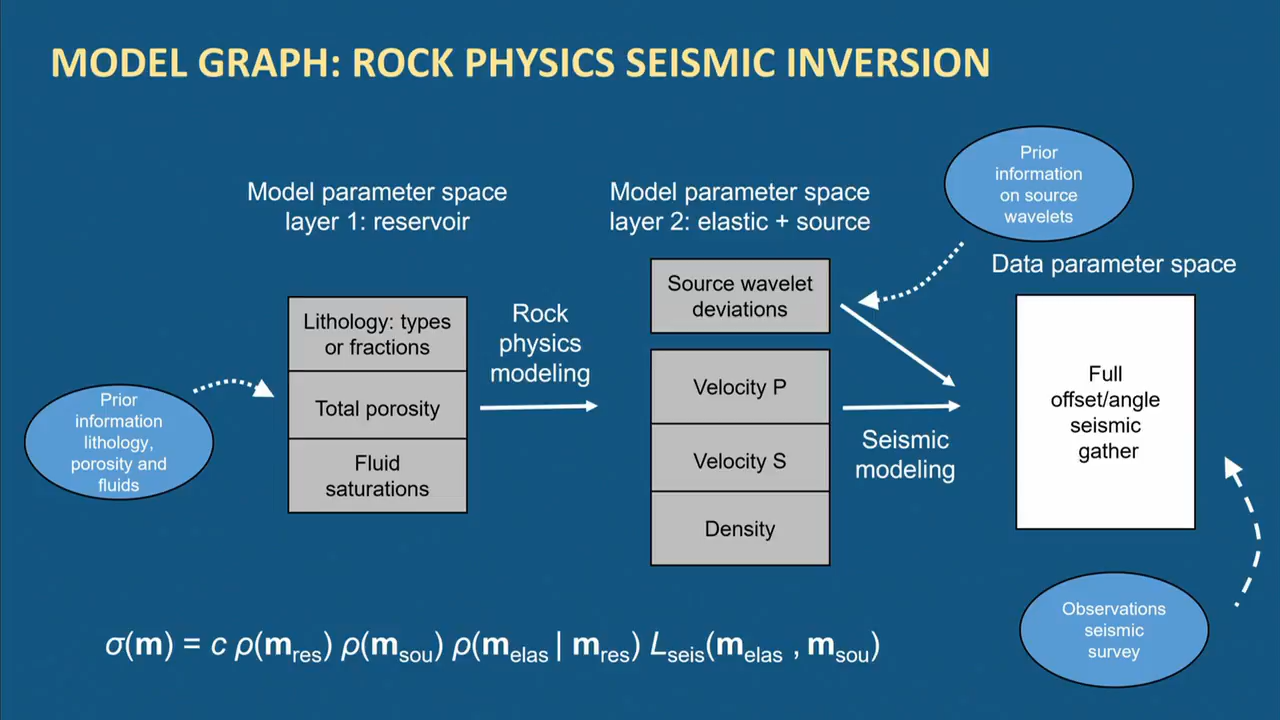 MODEL GRAPH: ROCK PHYSICS SEISMIC INVERSION
Prior
information
on source
wavelets
Model parameter space
layer 1: reservoir
Model parameter space
layer 2: elastic + source
Data parameter space
Source wavelet
deviations
Lithology: types
or fractions
Total porosity
Fluid
saturations
Rock
physics
modeling
Velocity P
Velocity S
Density
Seismic
modeling
Full
offset/angle
seismic
gather
Prior
information
lithology,
porosity and
fluids
Observations
seismic
survey
σ(m) = c ρ(m_res) ρ(m_sou) ρ(m_elas | m_res) L_seis(m_elas , m_sou)